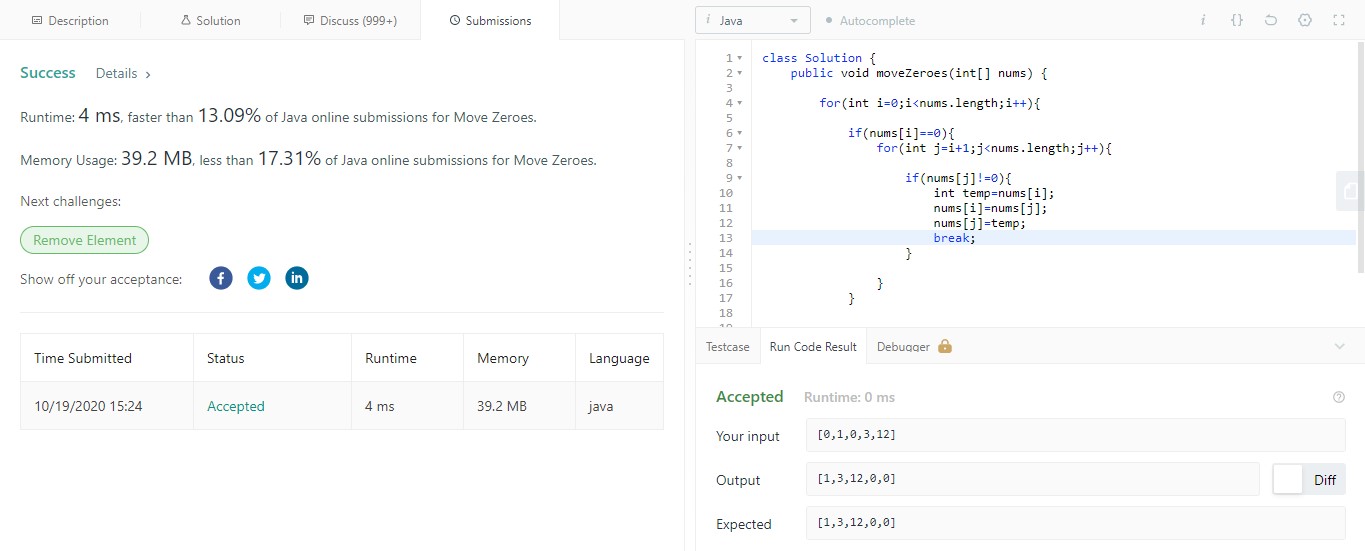 Description
Solution
Discuss (999+)
Submissions
Success
Details
Runtime: 4 ms, faster than 13.09% of Java online submissions for Move Zeroes.
Memory Usage: 39.2 MB, less than 17.31% of Java online submissions for Move Zeroes.
Next challenges:
Remove Element
Show off your acceptance:
f
in
Time Submitted Status Runtime Memory Language
10/19/2020 15:24 Accepted 4 ms 39.2 MB java
i Java
Autocomplete
i {}
1 class Solution {
2 public void moveZeroes(int[] nums) {
3
4 for(int i=0;i<nums.length;i++){
5
6 if(nums[i]==0){
7 for(int j=i+1;j<nums.length;j++){
8
9 if(nums[j]!=0){
10 int temp=nums[i];
11 nums[i]=nums[j];
12 nums[j]=temp;
13 break;
14 }
15
16 }
17 }
18
19
Testcase
Run Code Result
Debugger
Accepted Runtime: 0 ms
Your input [0,1,0,3,12]
Output [1,3,12,0,0] Diff
Expected [1,3,12,0,0]